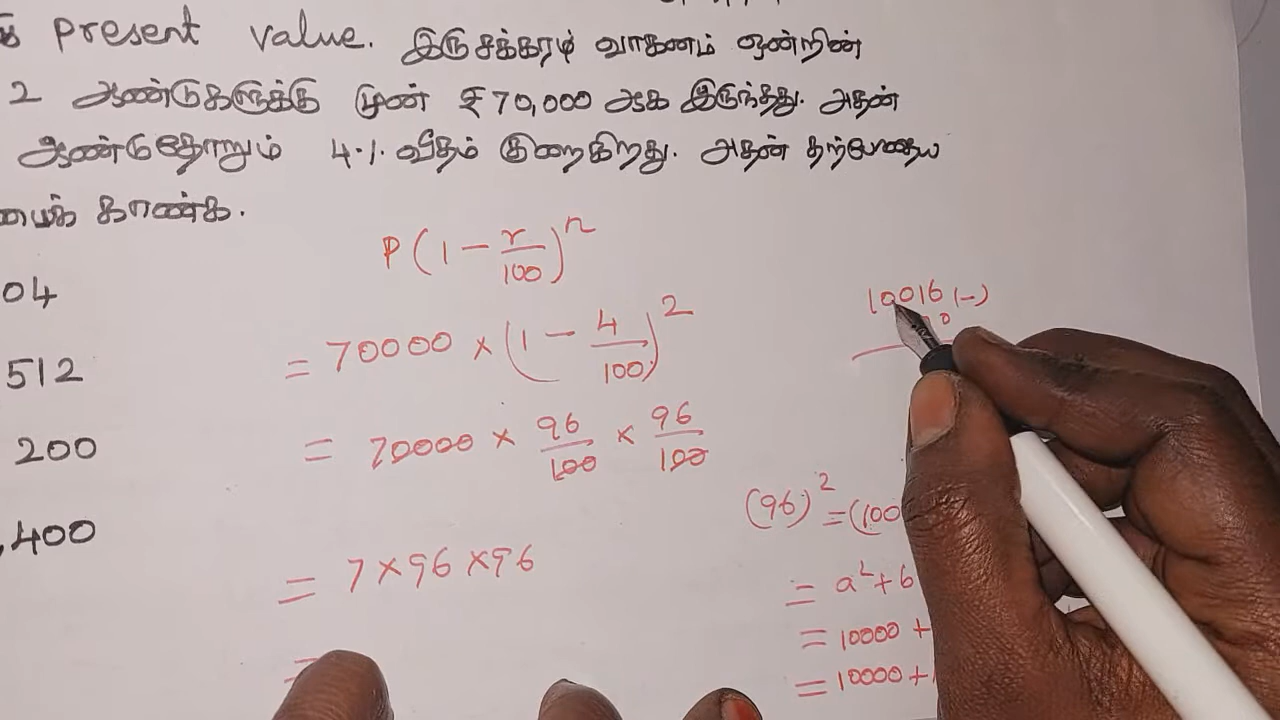 present value. இருசக்கரம் வாகனம் ஒன்றின்
2 ஆண்டுகளுக்கு முன் ₹70,000 ஆக இருந்தது. அதன்
ஆண்டுதோறும் 4% வீதம் குறைகிறது. அதன் தற்போதைய
காண்க.
P(1-r/100)^n
04
10016(-)
= 70000 × (1-4/100)^2
512
= 70000 × 96/100 × 96/100
200
(96)^2 = (100
,400
= 7×96×96
= a^2+b
= 10000 +
= 10000 +